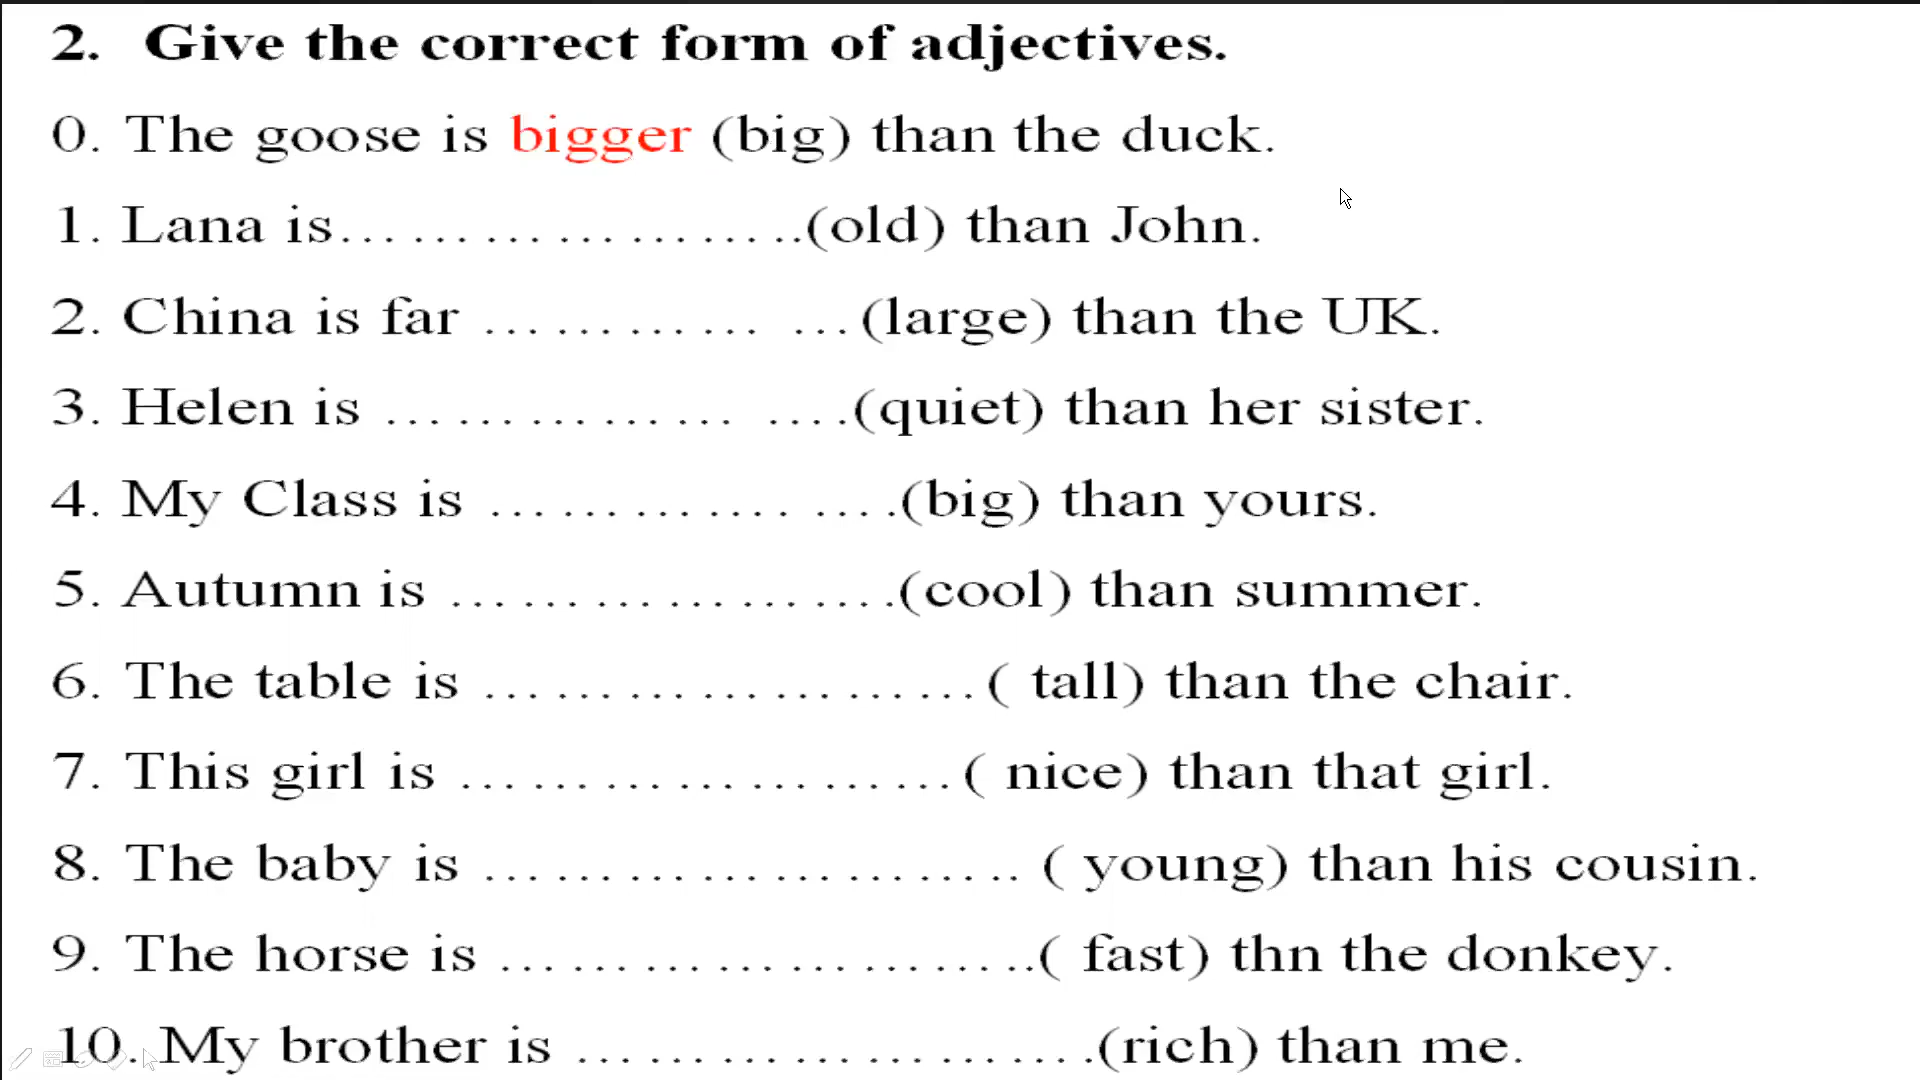 2. Give the correct form of adjectives.
0. The goose is bigger (big) than the duck.
1. Lana is…………………..(old) than John.
2. China is far ………… …(large) than the UK.
3. Helen is …………… ….(quiet) than her sister.
4. My Class is …………. ….(big) than yours.
5. Autumn is ……………….(cool) than summer.
6. The table is …………………( tall) than the chair.
7. This girl is …………………( nice) than that girl.
8. The baby is ………………….. ( young) than his cousin.
9. The horse is …………………..( fast) thn the donkey.
10. My brother is ………………….(rich) than me.